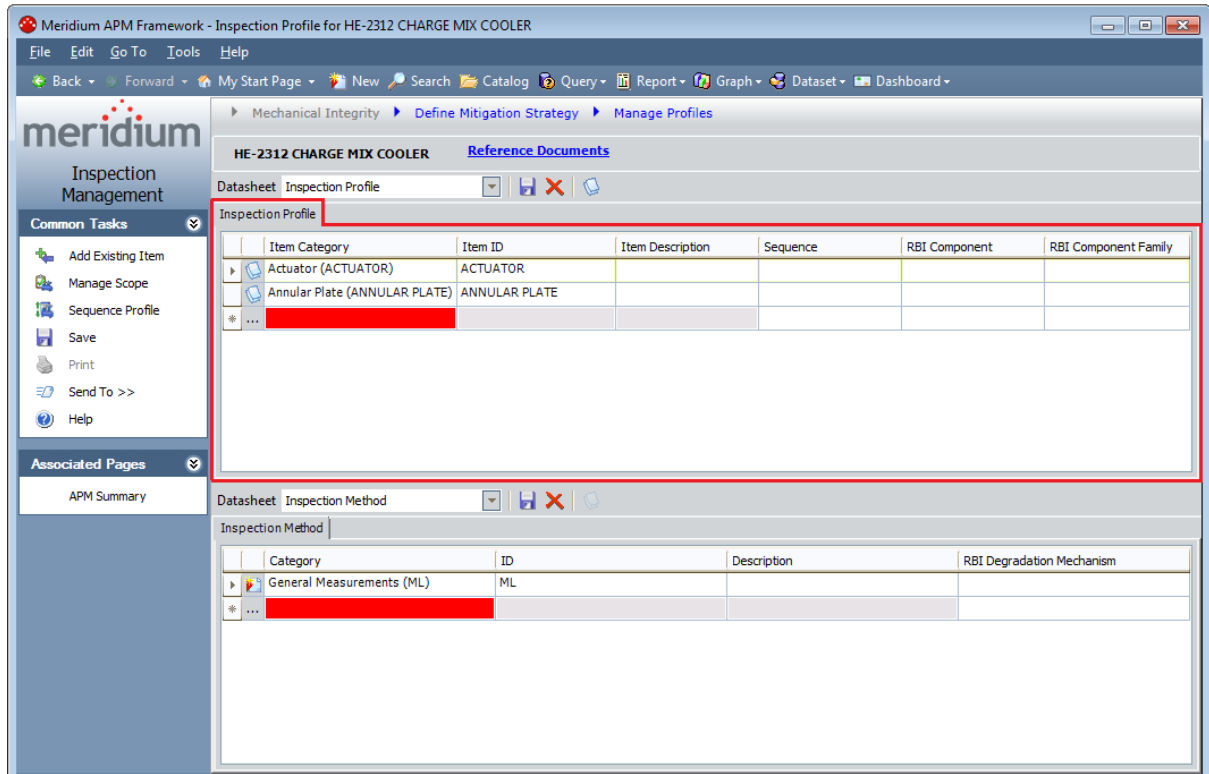 Meridium APM Framework - Inspection Profile for HE-2312 CHARGE MIX COOLER
File Edit Go To Tools Help
Back Forward My Start Page New Search Catalog Query Report Graph Dataset Dashboard
meridium
Inspection
Management
Common Tasks
Add Existing Item
Manage Scope
Sequence Profile
Save
Print
Send To >>
Help
Associated Pages
APM Summary
Mechanical Integrity Define Mitigation Strategy Manage Profiles
HE-2312 CHARGE MIX COOLER Reference Documents
Datasheet Inspection Profile
Inspection Profile
Item Category Item ID Item Description Sequence RBI Component RBI Component Family
Actuator (ACTUATOR) ACTUATOR
Annular Plate (ANNULAR PLATE) ANNULAR PLATE
* ...
Datasheet Inspection Method
Inspection Method
Category ID Description RBI Degradation Mechanism
General Measurements (ML) ML
* ...